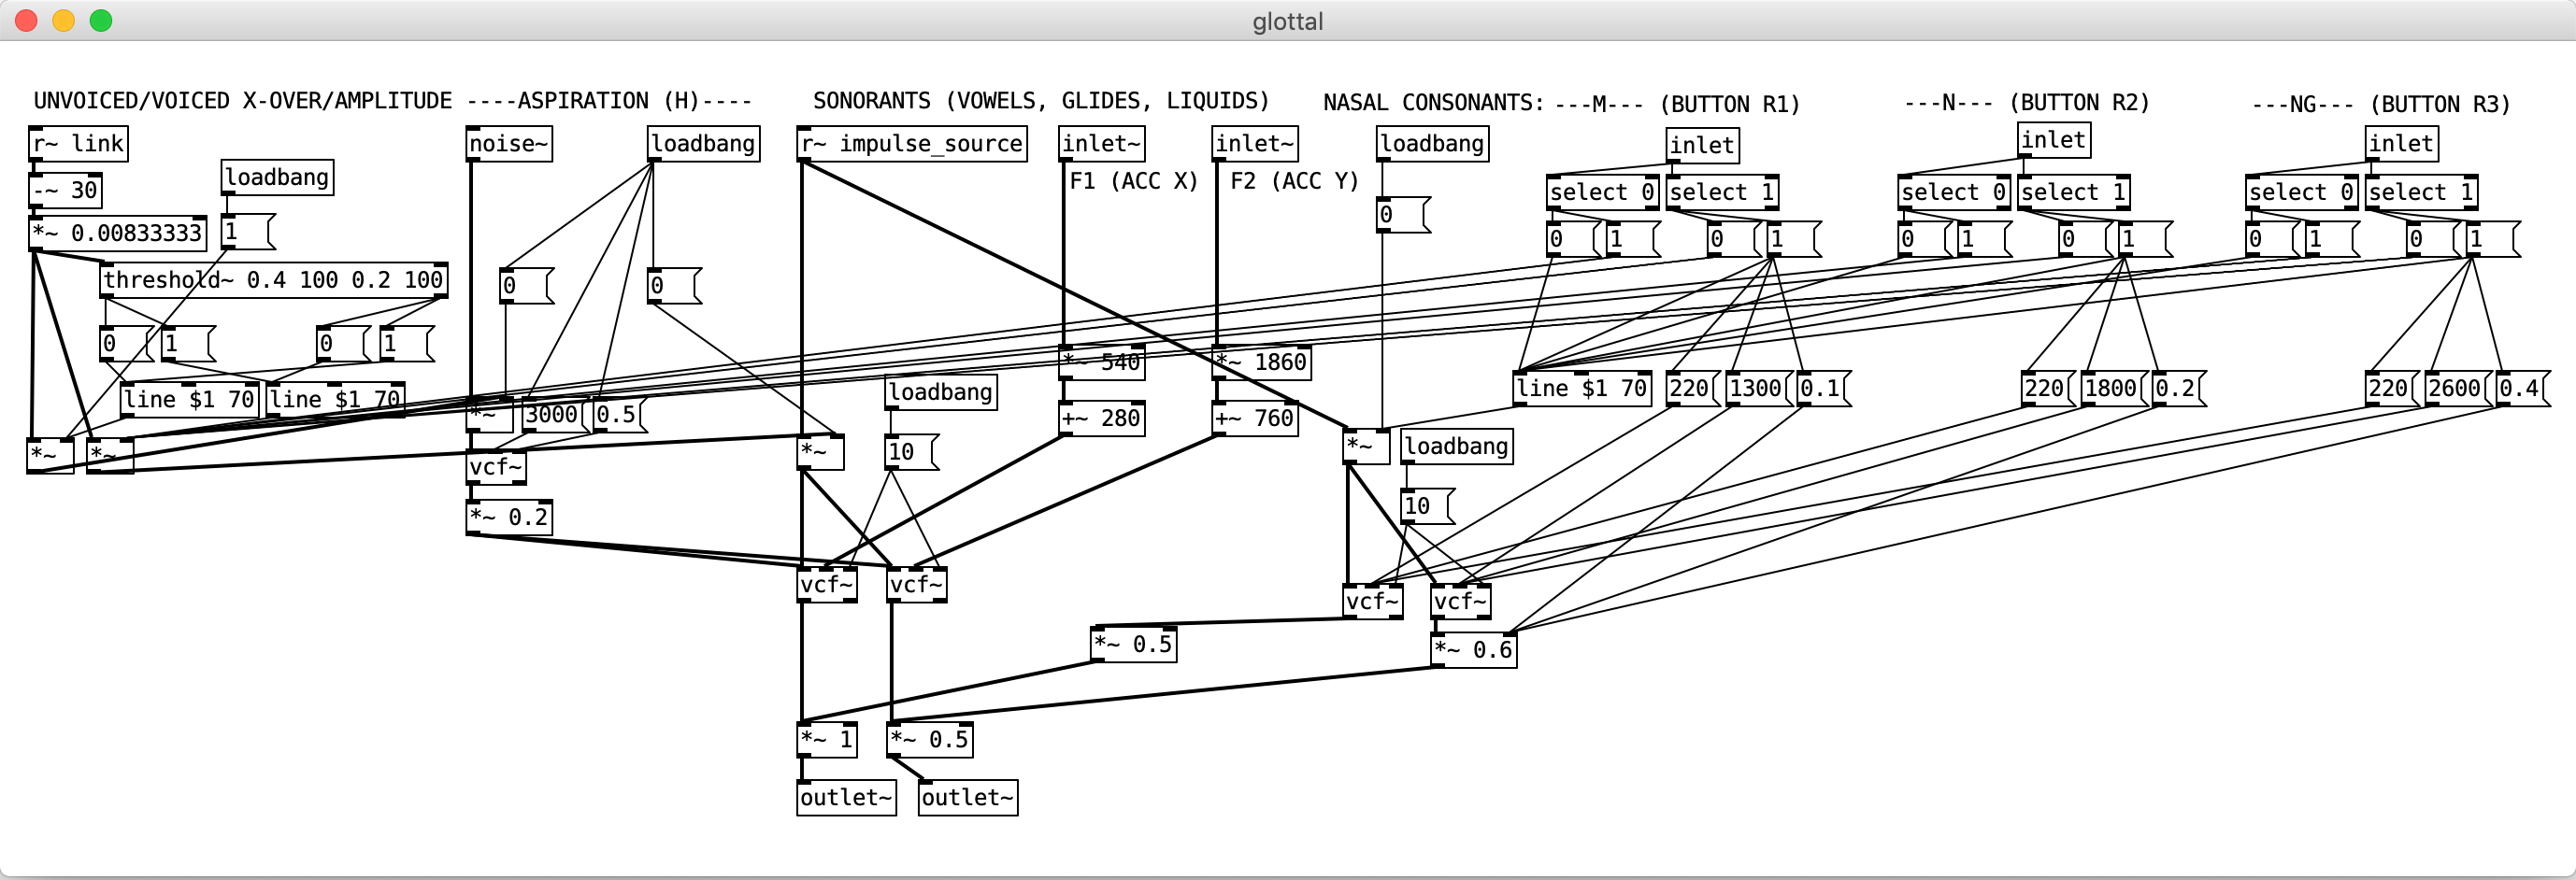 glottal
UNVOICED/VOICED X-OVER/AMPLITUDE ----ASPIRATION (H)---- SONORANTS (VOWELS, GLIDES, LIQUIDS) NASAL CONSONANTS: ---M--- (BUTTON R1) ---N--- (BUTTON R2) ---NG--- (BUTTON R3)
r~ link noise~ loadbang r~ impulse_source inlet~ inlet~ loadbang inlet inlet inlet
-~ 30 loadbang F1 (ACC X) F2 (ACC Y) select 0 select 1 select 0 select 1 select 0 select 1
*~ 0.00833333 1 0 0 1 0 1 0 1 0 1 0 1 0 1
threshold~ 0.4 100 0.2 100 0 0
0 1 0 1 *~ 540 *~ 1860
line $1 70 line $1 70 *~ 3000 0.5 loadbang +~ 280 +~ 760 line $1 70 220 1300 0.1 220 1800 0.2 220 2600 0.4
*~ *~ vcf~ *~ 10 *~ loadbang
*~ 0.2 10
vcf~ vcf~ vcf~ vcf~
*~ 0.5 *~ 0.6
*~ 1 *~ 0.5
outlet~ outlet~